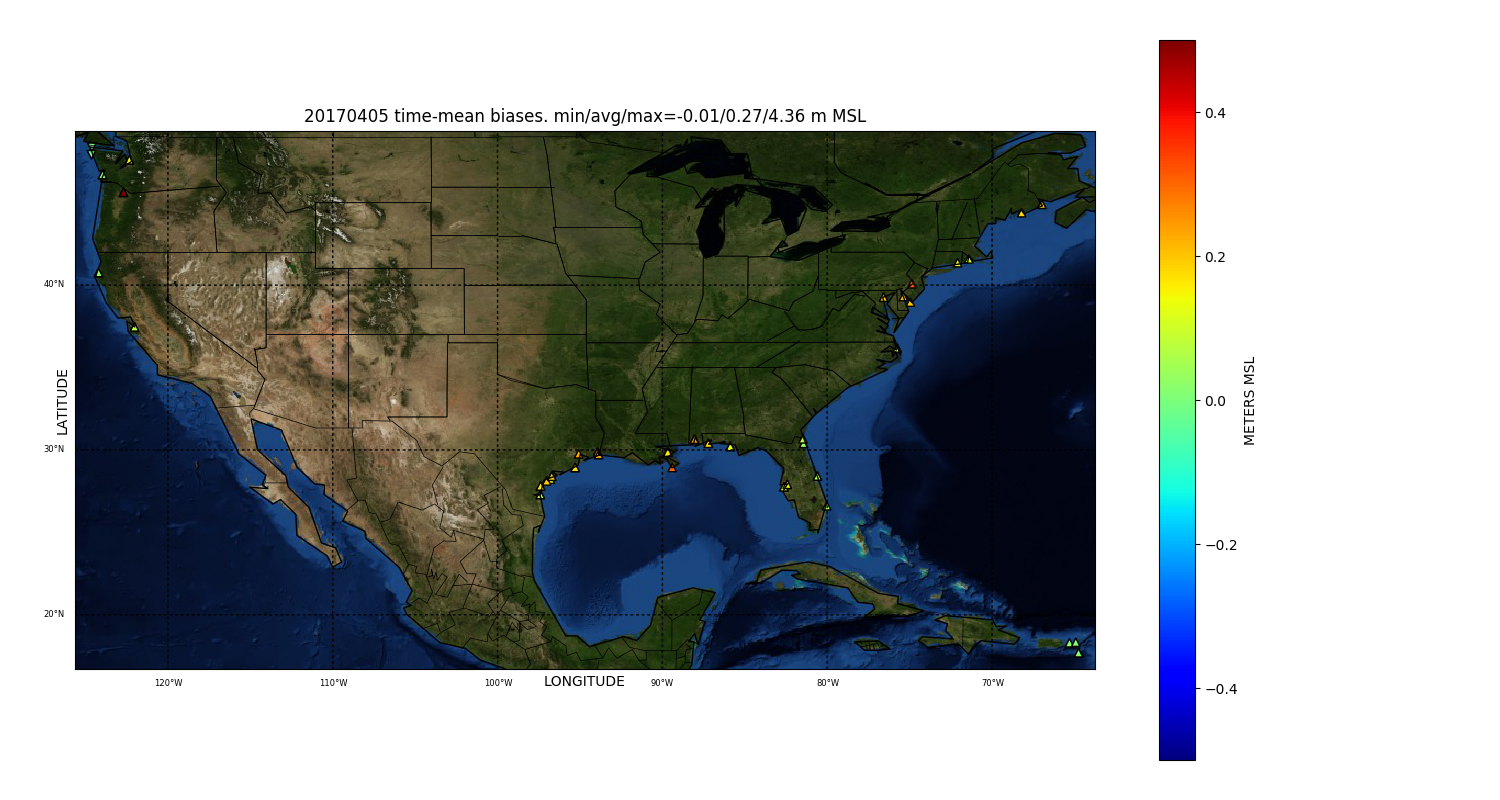 20170405 time-mean biases. min/avg/max=-0.01/0.27/4.36 m MSL
LATITUDE
40°N
30°N
20°N
120°W
110°W
100°W
90°W
80°W
70°W
LONGITUDE
0.4
0.2
0.0
−0.2
−0.4
METERS MSL